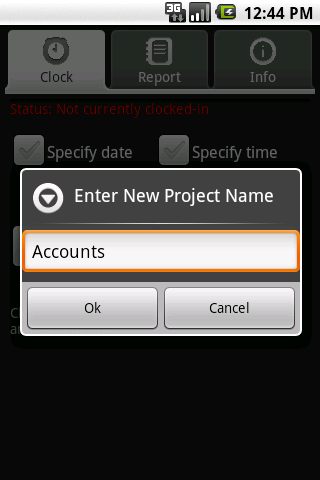 3G
12:44 PM
Clock Report Info
Status: Not currently clocked-in
Specify date Specify time
Enter New Project Name
Accounts
Ok Cancel